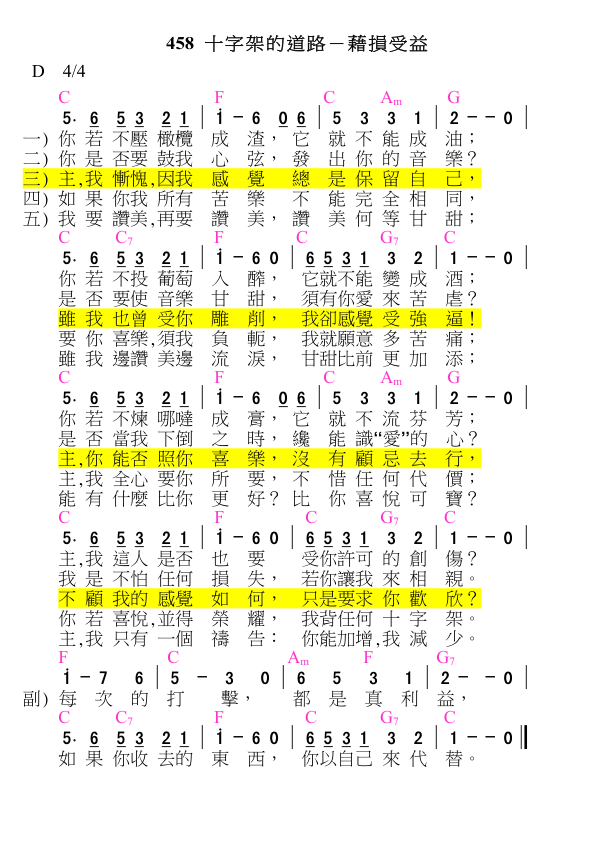 458 十字架的道路－藉損受益
D 4/4
C F C Am G
5· 6 5 3 2 1 | i － 6 0 6 | 5 3 3 1 | 2 － － 0 |
一) 你 若 不壓 橄欖 成 渣， 它 就 不 能 成 油；
二) 你 是 否要 鼓我 心 弦， 發 出 你 的 音 樂？
三) 主,我 慚愧,因我 感 覺 總 是 保 留 自 己，
四) 如 果 你我 所有 苦 樂 不 能 完 全 相 同，
五) 我 要 讚美,再要 讚 美， 讚 美 何 等 甘 甜；
C C7 F C G7 C
5· 6 5 3 2 1 | i － 6 0 | 6 5 3 1 3 2 | 1 － － 0 |
你 若 不投 葡萄 入 醡， 它就不能 變 成 酒；
是 否 要使 音樂 甘 甜， 須有你愛 來 苦 虐？
雖 我 也曾 受你 雕 削， 我卻感覺 受 強 逼！
要 你 喜樂,須我 負 軛， 我就願意 多 苦 痛；
雖 我 邊讚 美邊 流 淚， 甘甜比前 更 加 添；
C F C Am G
5· 6 5 3 2 1 | i － 6 0 6 | 5 3 3 1 | 2 － － 0 |
你 若 不煉 哪噠 成 膏， 它 就 不 流 芬 芳；
是 否 當我 下倒 之 時， 纔 能 識“愛”的 心？
主,你 能否 照你 喜 樂， 沒 有 顧 忌 去 行，
主,我 全心 要你 所 要， 不 惜 任 何 代 價；
能 有 什麼 比你 更 好？ 比 你 喜 悅 可 寶？
C F C G7 C
5· 6 5 3 2 1 | i － 6 0 | 6 5 3 1 3 2 | 1 － － 0 |
主,我 這人 是否 也 要 受你許可 的 創 傷？
我 是 不怕 任何 損 失， 若你讓我 來 相 親。
不 顧 我的 感覺 如 何， 只是要求 你 歡 欣？
你 若 喜悅,並得 榮 耀， 我背任何 十 字 架。
主,我 只有 一個 禱 告： 你能加增,我 減 少。
F C Am F G7
i － 7 6 | 5 － 3 0 | 6 5 3 1 | 2 － － 0 |
副) 每 次 的 打 擊， 都 是 真 利 益，
C C7 F C G7 C
5· 6 5 3 2 1 | i － 6 0 | 6 5 3 1 3 2 | 1 － － 0 ‖
如 果 你收 去的 東 西， 你以自己 來 代 替。